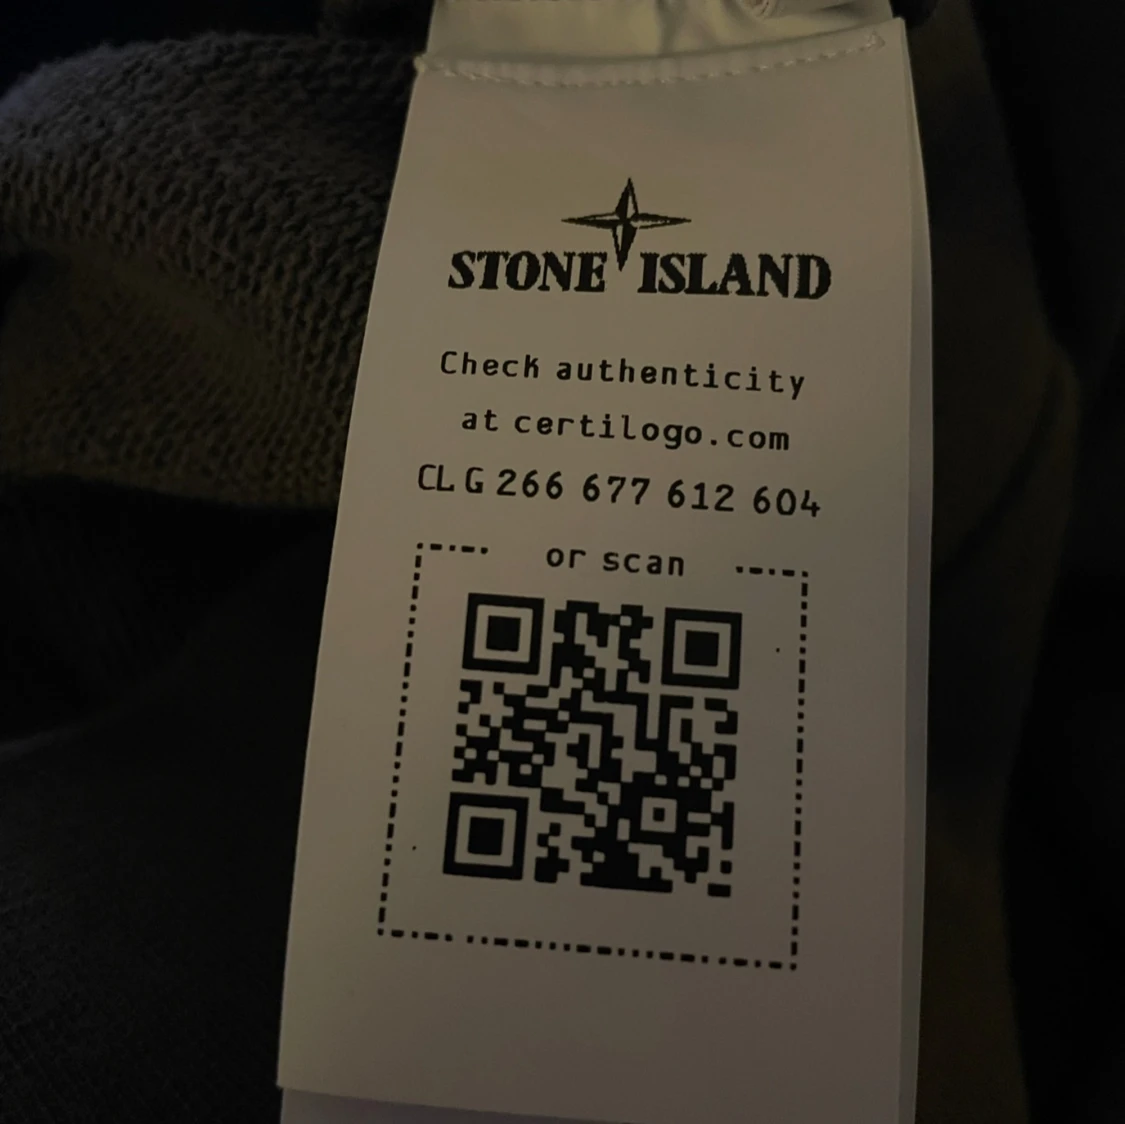 STONE ISLAND
Check authenticity
at certilogo.com
CLG 266 677 612 604
or scan